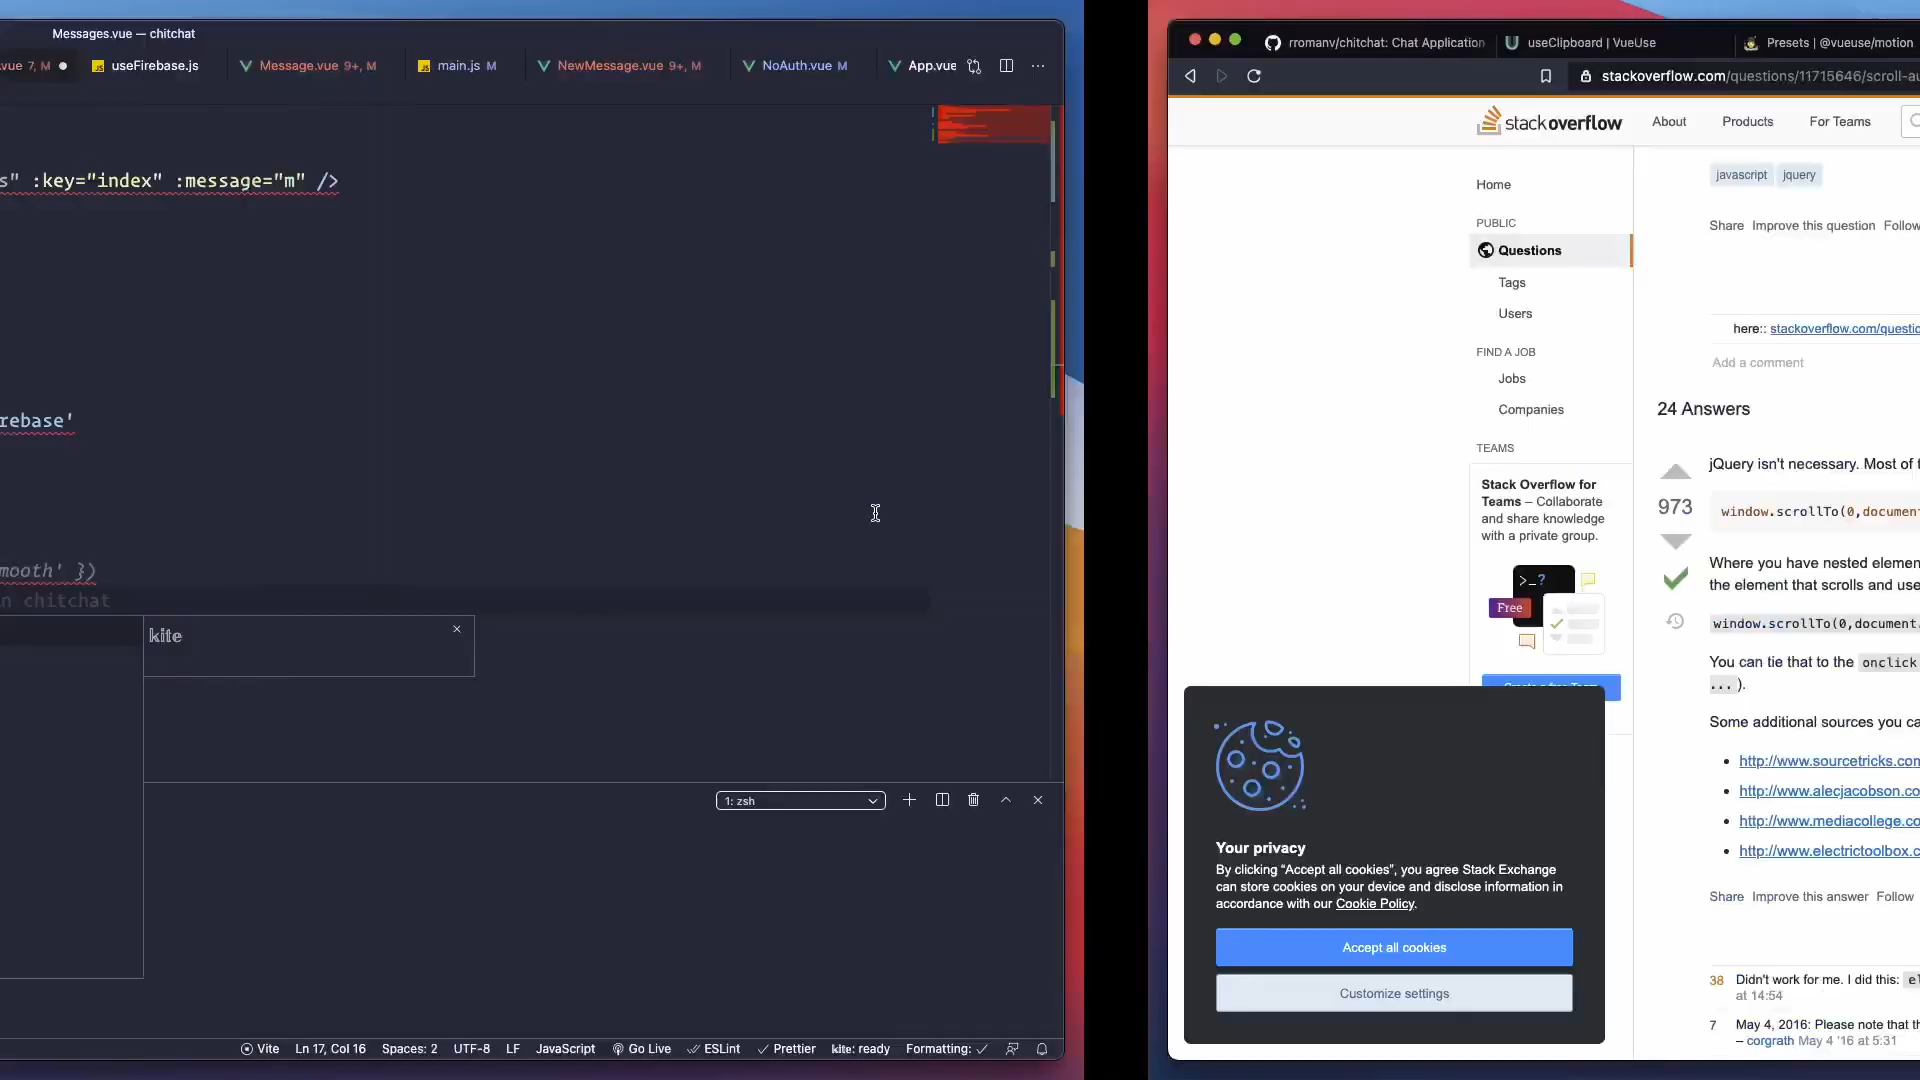 Messages.vue — chitchat
vue 7, M
useFirebase.js
Message.vue 9+, M
main.js M
NewMessage.vue 9+, M
NoAuth.vue M
App.vue
s" :key="index" :message="m" />
rebase'
mooth' })
n chitchat
kite
1: zsh
Vite
Ln 17, Col 16
Spaces: 2
UTF-8
LF
JavaScript
Go Live
ESLint
Prettier
kite: ready
Formatting: ✓
rromanv/chitchat: Chat Application
useClipboard | VueUse
Presets | @vueuse/motion
stackoverflow.com/questions/11715646/scroll-au
stackoverflow
About
Products
For Teams
Home
PUBLIC
Questions
Tags
Users
FIND A JOB
Jobs
Companies
TEAMS
Stack Overflow for
Teams – Collaborate
and share knowledge
with a private group.
>_?
Free
javascript jquery
Share Improve this question Follow
here:: stackoverflow.com/questio
Add a comment
24 Answers
973
jQuery isn't necessary. Most of t
window.scrollTo(0,document
Where you have nested elemen
the element that scrolls and use
window.scrollTo(0,document.
You can tie that to the onclick
... ).
Some additional sources you ca
http://www.sourcetricks.com
http://www.alecjacobson.co
http://www.mediacollege.co
http://www.electrictoolbox.c
Share Improve this answer Follow
38 Didn't work for me. I did this: el
at 14:54
7 May 4, 2016: Please note that th
– corgrath May 4 '16 at 5:31
Your privacy
By clicking “Accept all cookies”, you agree Stack Exchange
can store cookies on your device and disclose information in
accordance with our Cookie Policy.
Accept all cookies
Customize settings